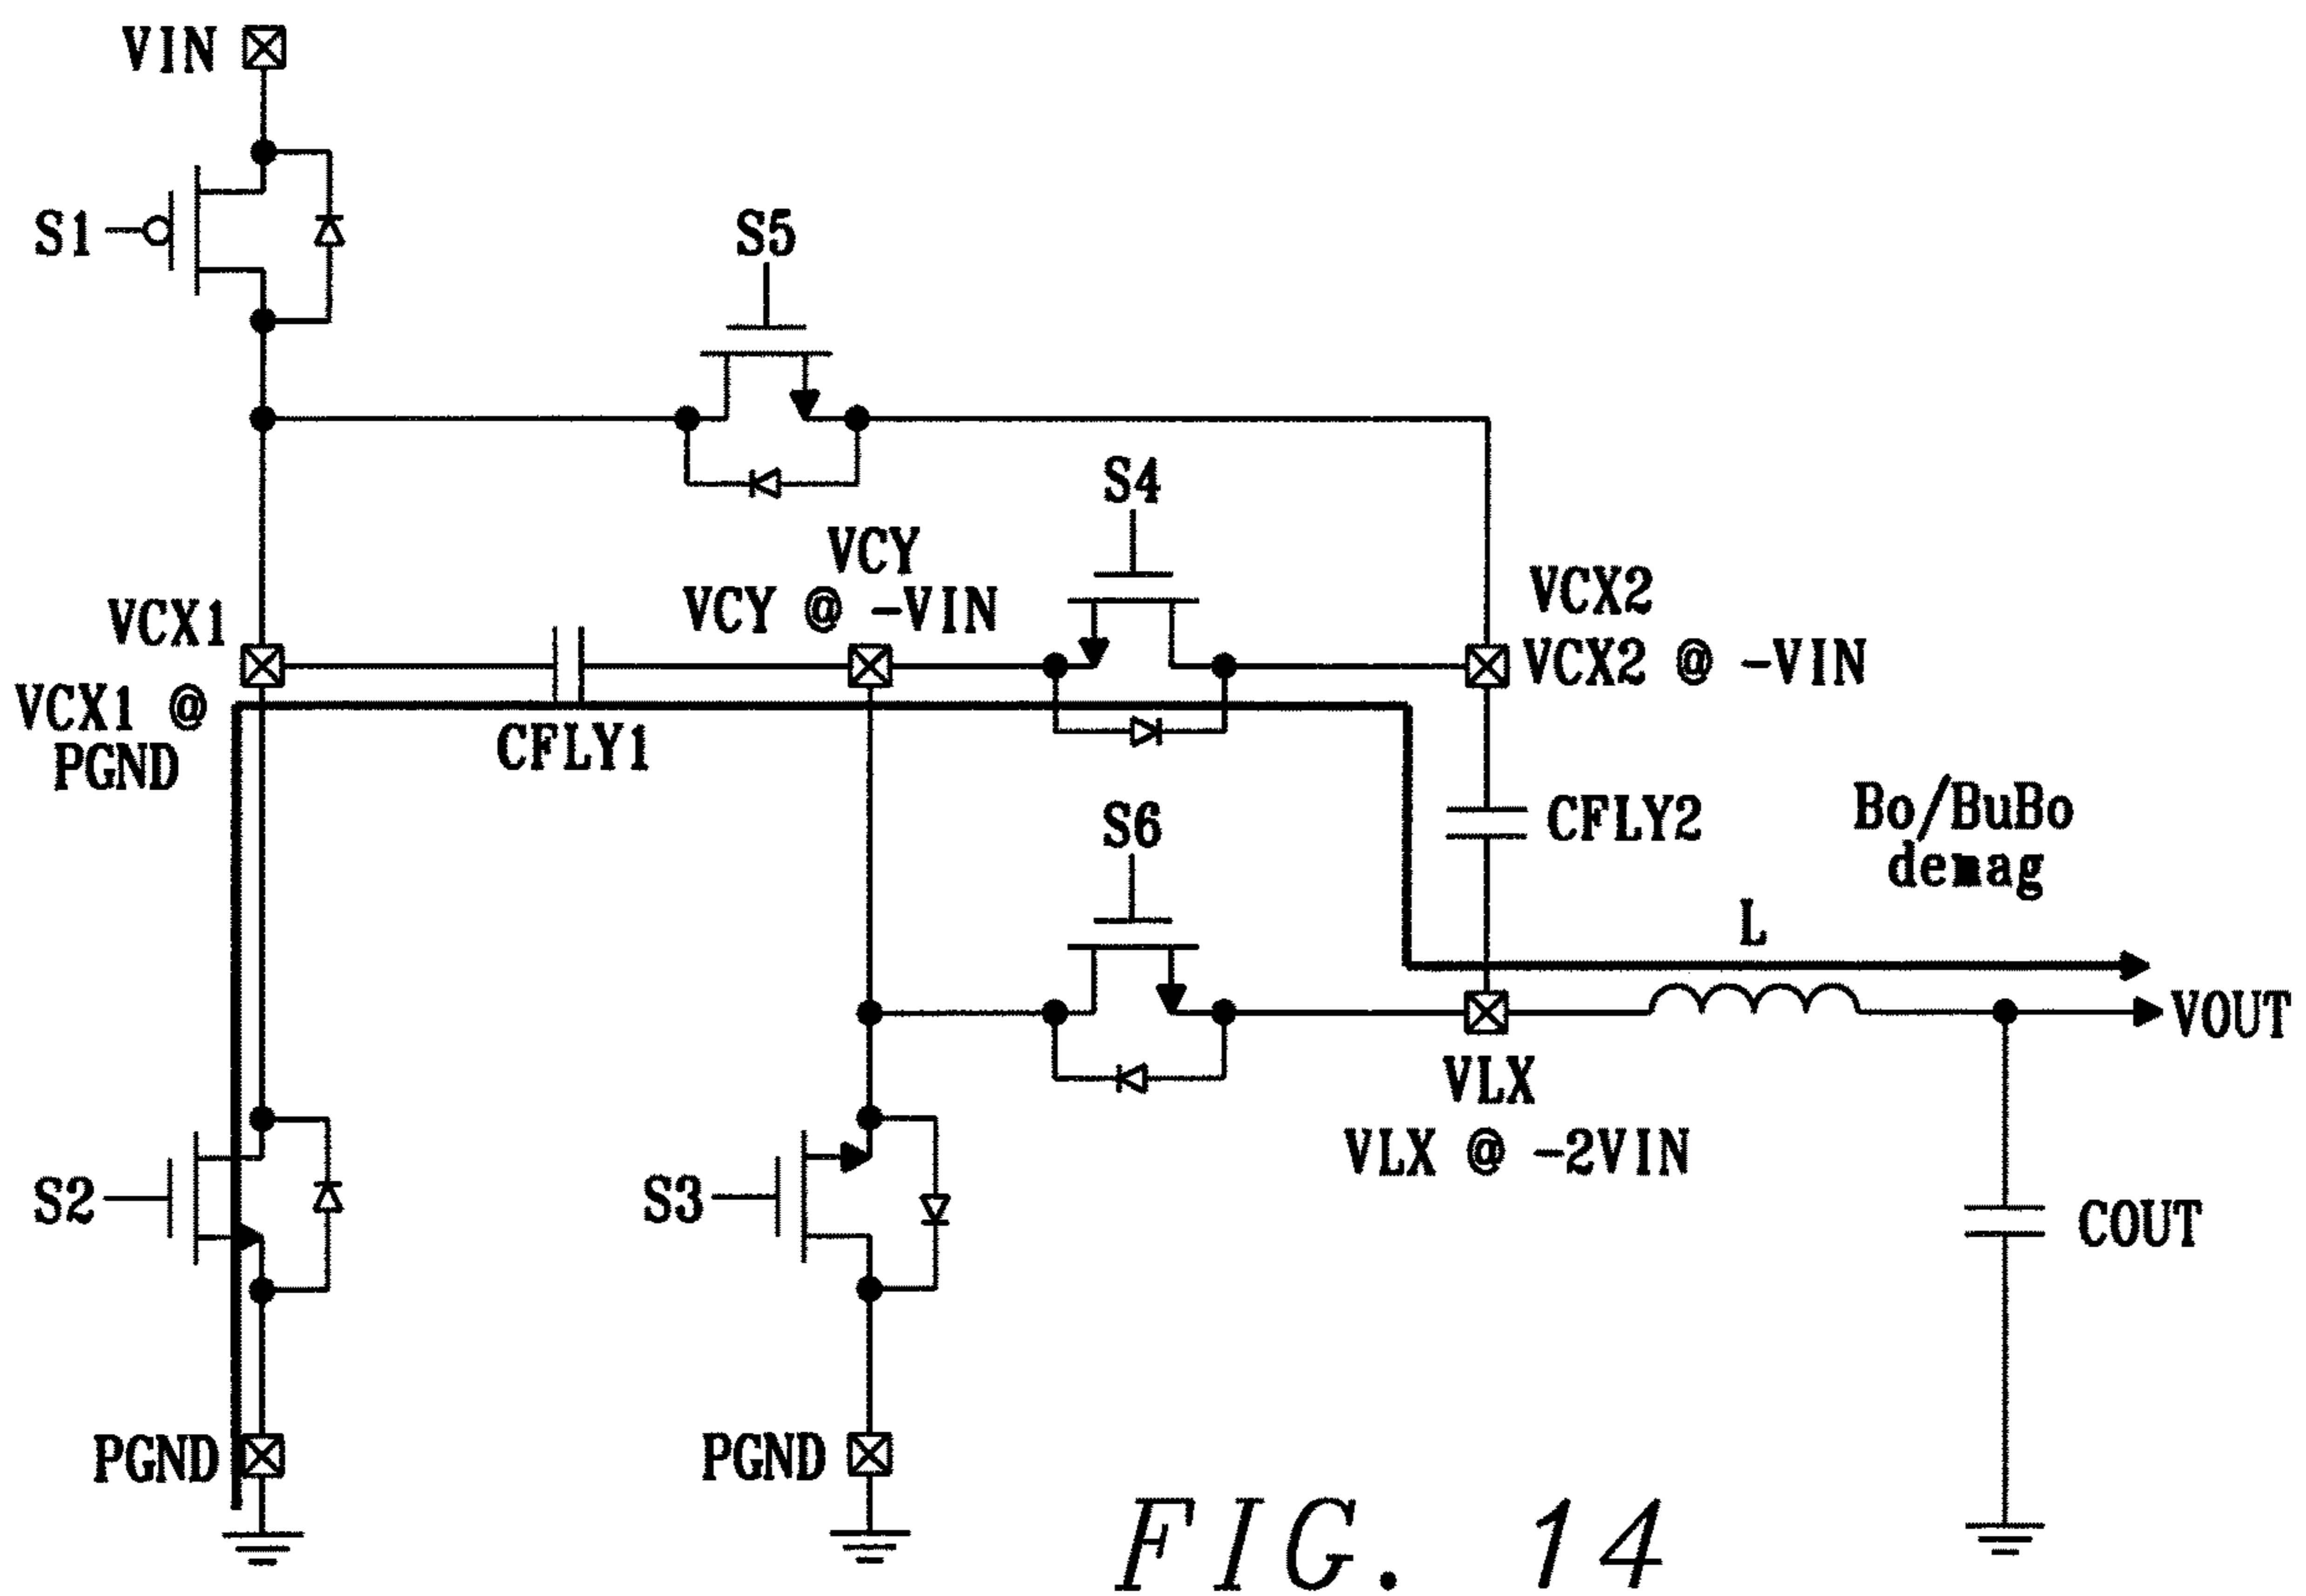 VIN
S1
S5
S4
VCY
VCY @ -VIN
VCX1
VCX1 @
PGND
VCX2
VCX2 @ -VIN
CFLY1
CFLY2
Bo/BuBo
demag
S6
L
VOUT
VLX
VLX @ -2VIN
S2
S3
COUT
PGND
PGND
FIG. 14